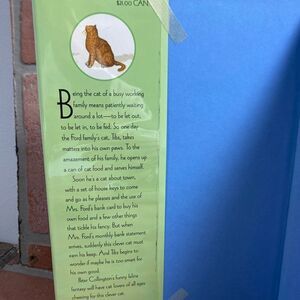 $21.00 CAN
Being the cat of a busy working
family means patiently waiting
around a lot—to be let out,
to be let in, to be fed. So one day
the Ford family's cat, Tibs, takes
matters into his own paws. To the
amazement of his family, he opens up
a can of cat food and serves himself.
Soon he's a cat about town,
with a set of house keys to come
and go as he pleases and the use of
Mrs. Ford's bank card to buy his
own food and a few other things
that tickle his fancy. But when
Mrs. Ford's monthly bank statement
arrives, suddenly this clever cat must
earn his keep. And Tibs begins to
wonder if maybe he is too smart for
his own good.
Peter Collington's funny feline
fantasy will have cat lovers of all ages
cheering for this clever cat.